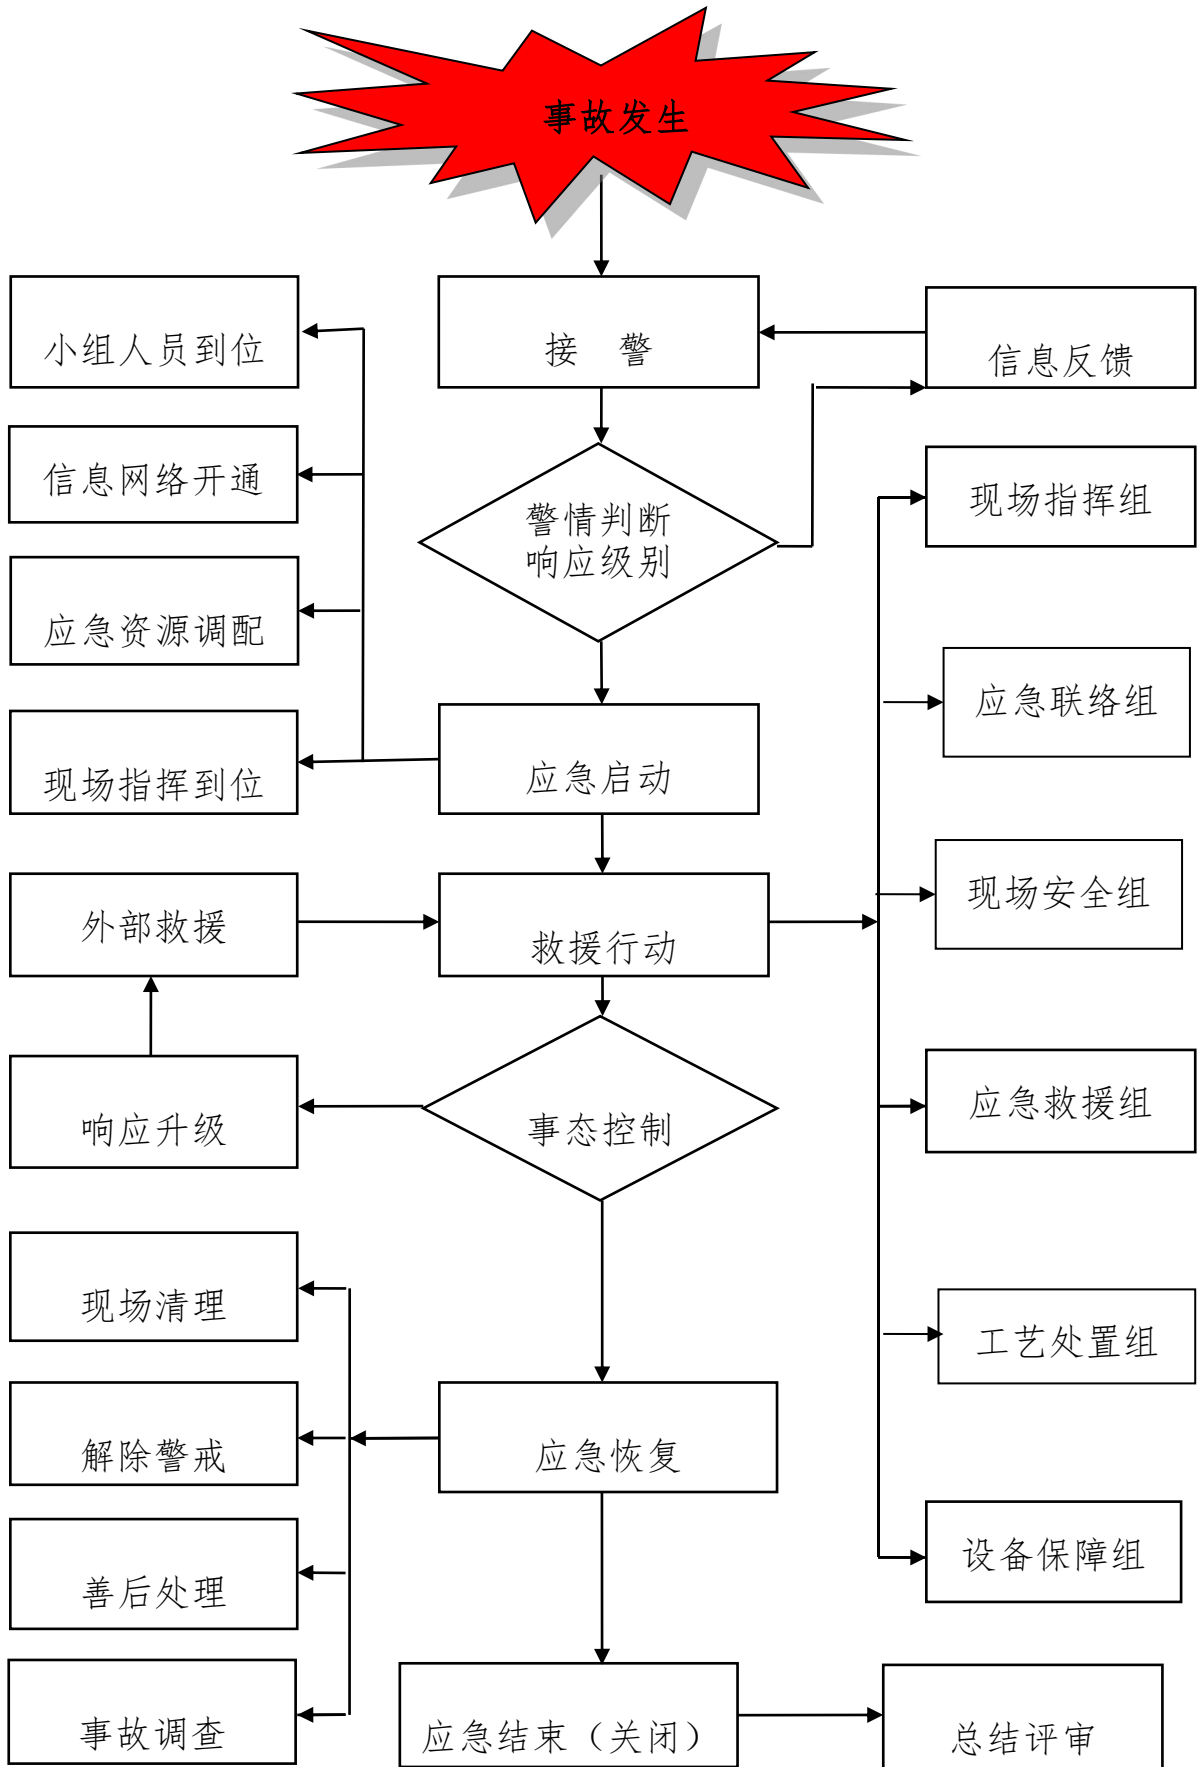 事故发生
小组人员到位
接 警
信息反馈
信息网络开通
警情判断
响应级别
现场指挥组
应急资源调配
应急联络组
现场指挥到位
应急启动
现场安全组
外部救援
救援行动
应急救援组
响应升级
事态控制
现场清理
工艺处置组
解除警戒
应急恢复
设备保障组
善后处理
事故调查
应急结束（关闭）
总结评审